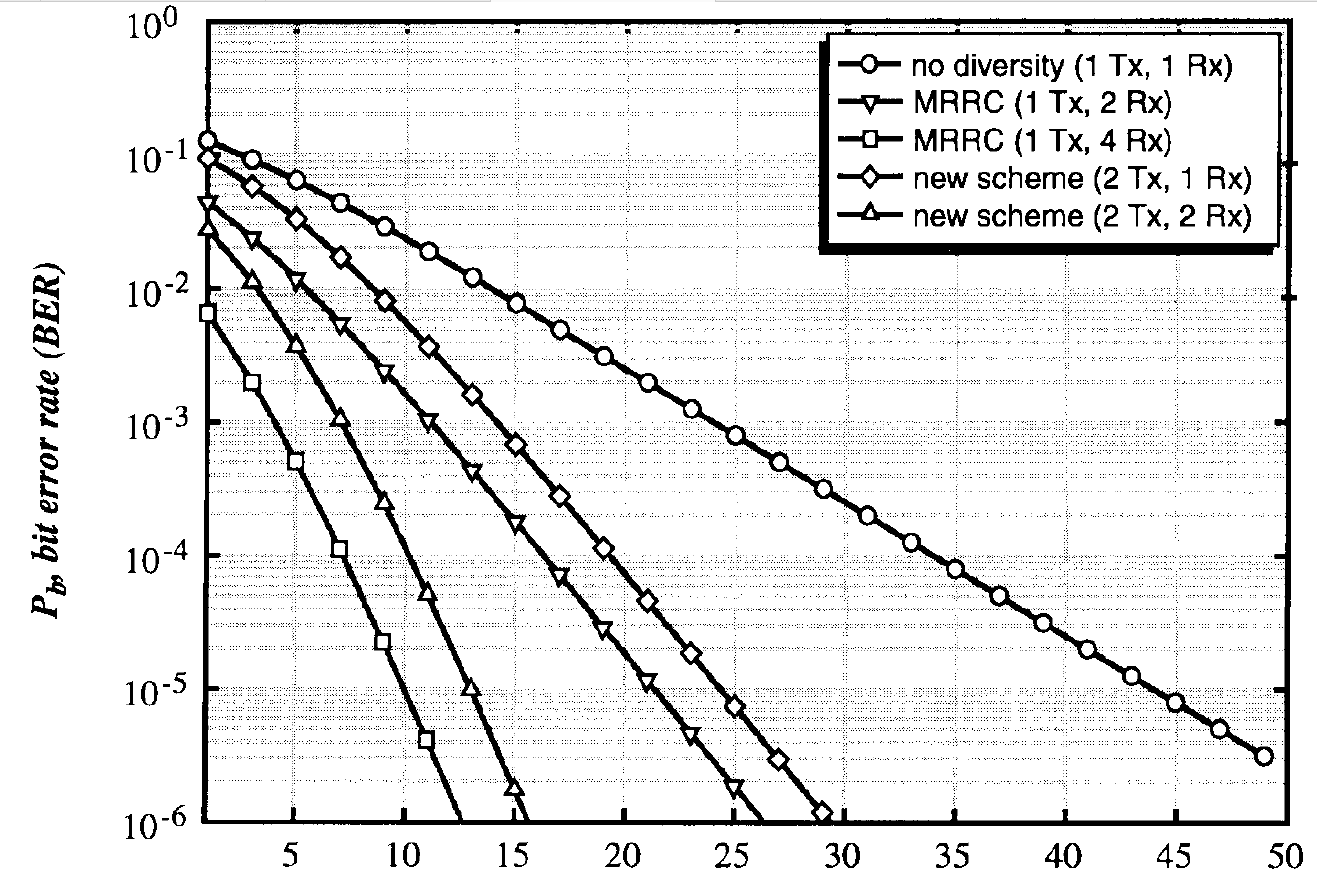 10^0
10^-1
10^-2
10^-3
10^-4
10^-5
10^-6
P_b, bit error rate (BER)
no diversity (1 Tx, 1 Rx)
MRRC (1 Tx, 2 Rx)
MRRC (1 Tx, 4 Rx)
new scheme (2 Tx, 1 Rx)
new scheme (2 Tx, 2 Rx)
5 10 15 20 25 30 35 40 45 50